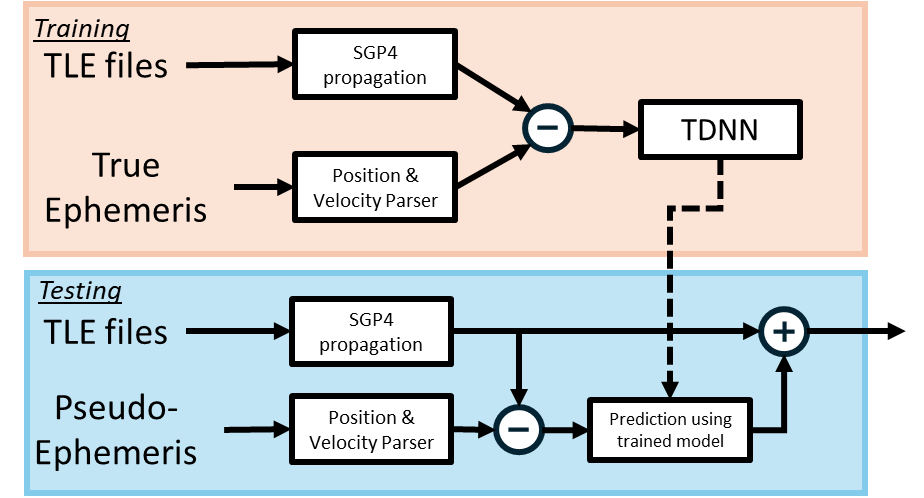 Training
TLE files
SGP4
propagation
−
TDNN
True
Ephemeris
Position &
Velocity Parser
Testing
TLE files
SGP4
propagation
+
Pseudo-
Ephemeris
Position &
Velocity Parser
−
Prediction using
trained model